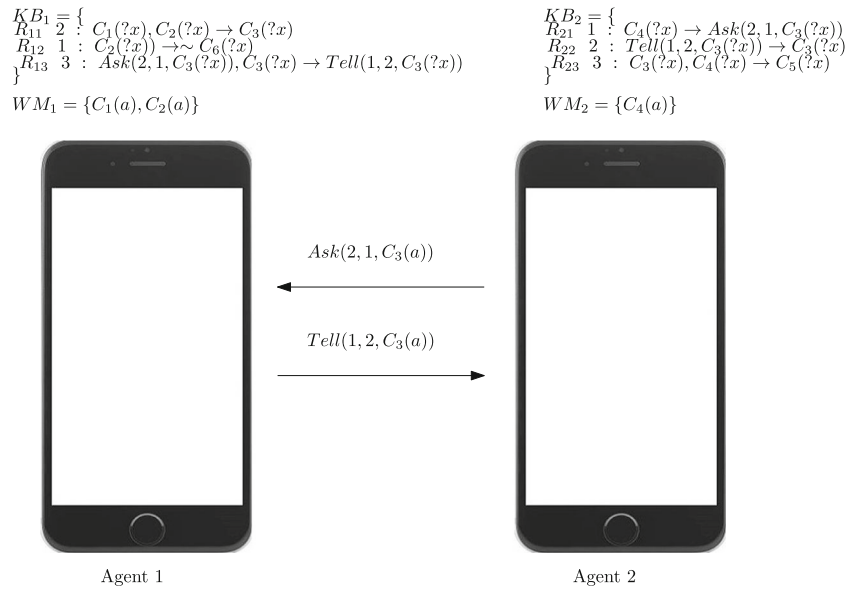 KB₁ = {
R₁₁ 2 : C₁(?x), C₂(?x) → C₃(?x)
R₁₂ 1 : C₂(?x)) →∼ C₆(?x)
R₁₃ 3 : Ask(2, 1, C₃(?x)), C₃(?x) → Tell(1, 2, C₃(?x))
}
WM₁ = {C₁(a), C₂(a)}
KB₂ = {
R₂₁ 1 : C₄(?x) → Ask(2, 1, C₃(?x))
R₂₂ 2 : Tell(1, 2, C₃(?x)) → C₃(?x)
R₂₃ 3 : C₃(?x), C₄(?x) → C₅(?x)
}
WM₂ = {C₄(a)}
Ask(2, 1, C₃(a))
Tell(1, 2, C₃(a))
Agent 1
Agent 2